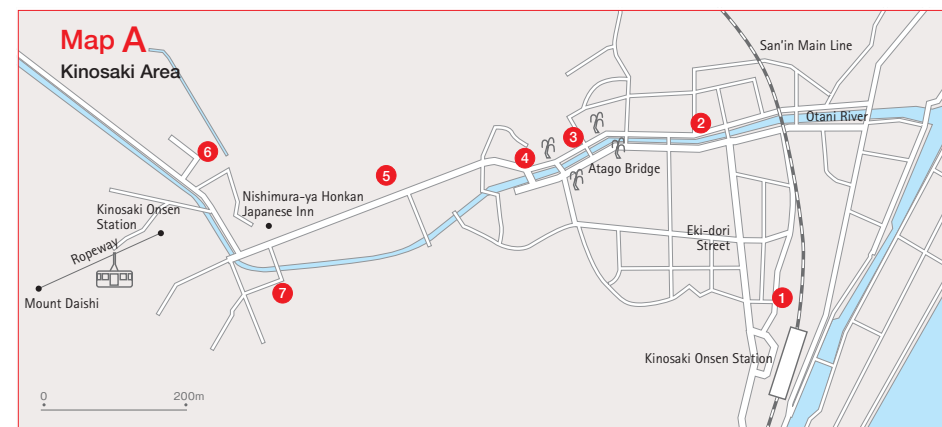 Map A
Kinosaki Area
San'in Main Line
Otani River
2
3
4
Atago Bridge
6
5
Nishimura-ya Honkan
Japanese Inn
Kinosaki Onsen
Station
Ropeway
Mount Daishi
7
Eki-dori
Street
1
Kinosaki Onsen Station
0
200m